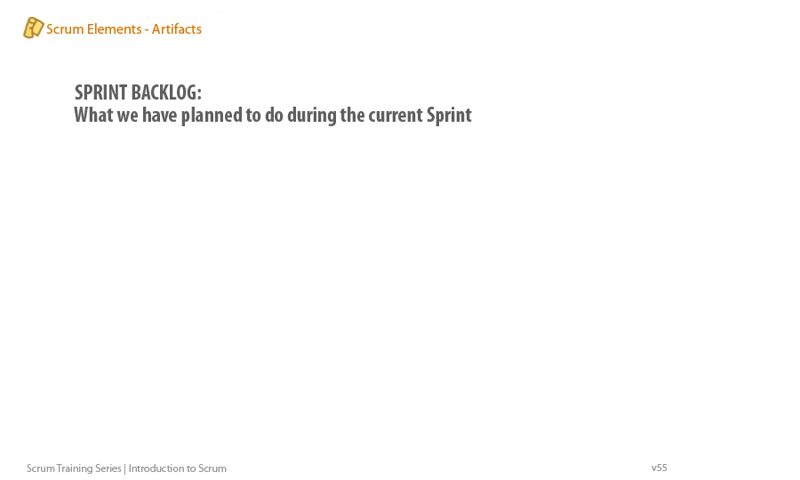 Scrum Elements - Artifacts
SPRINT BACKLOG:
What we have planned to do during the current Sprint
Scrum Training Series | Introduction to Scrum
v55